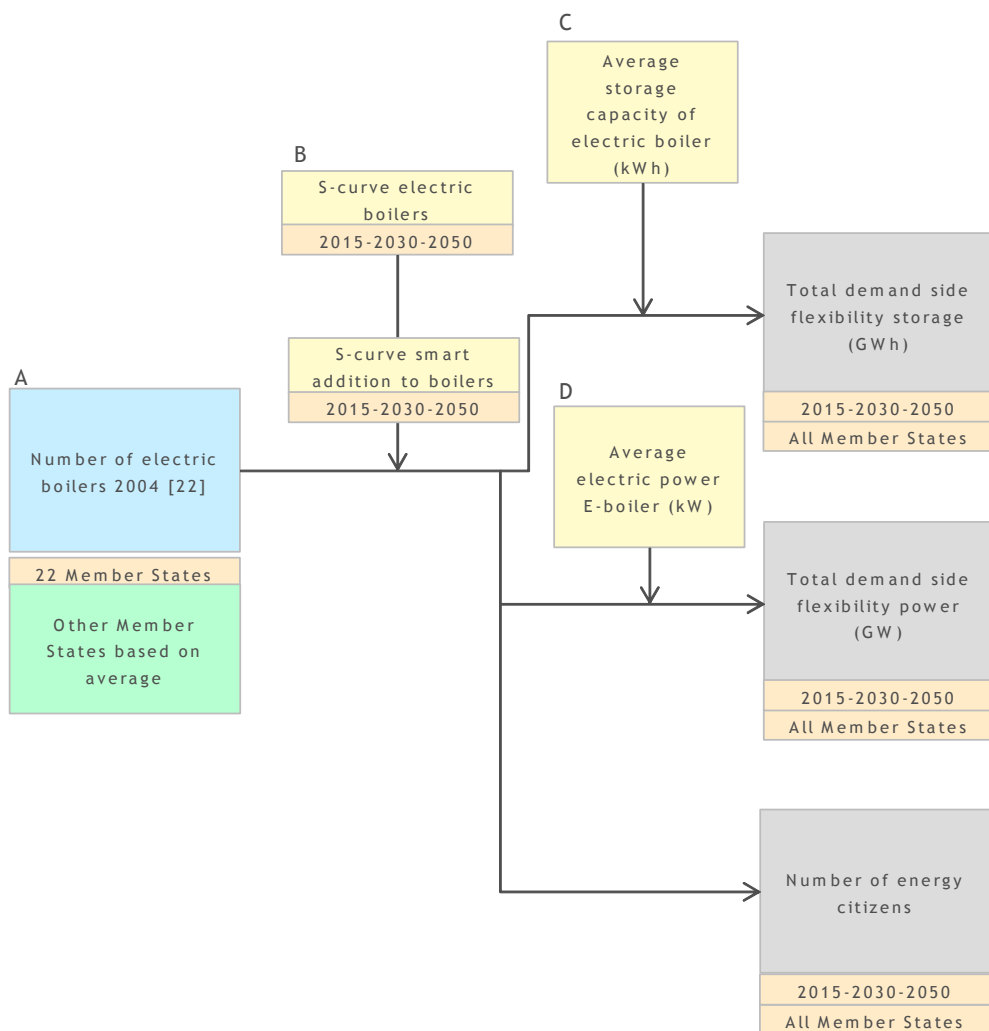 C
Average
storage
capacity of
electric boiler
(kWh)
B
S-curve electric
boilers
2015-2030-2050
Total demand side
flexibility storage
(GWh)
2015-2030-2050
All Member States
S-curve smart
addition to boilers
2015-2030-2050
A
Number of electric
boilers 2004 [22]
22 Member States
Other Member
States based on
average
D
Average
electric power
E-boiler (kW)
Total demand side
flexibility power
(GW)
2015-2030-2050
All Member States
Number of energy
citizens
2015-2030-2050
All Member States